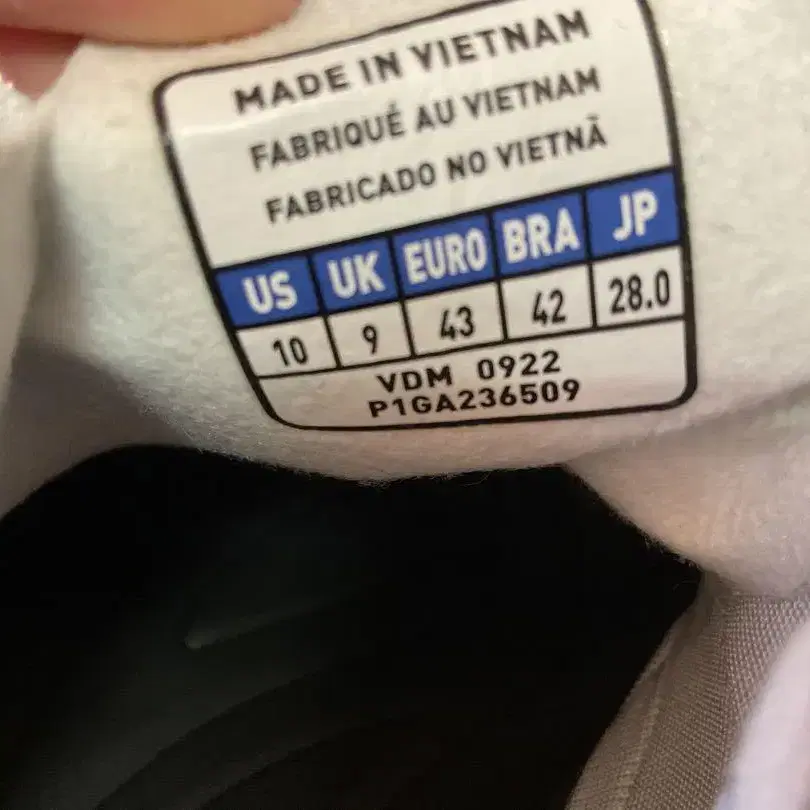 MADE IN VIETNAM
FABRIQUÉ AU VIETNAM
FABRICADO NO VIETNÃ
US UK EURO BRA JP
10 9 43 42 28.0
VDM 0922
P1GA236509